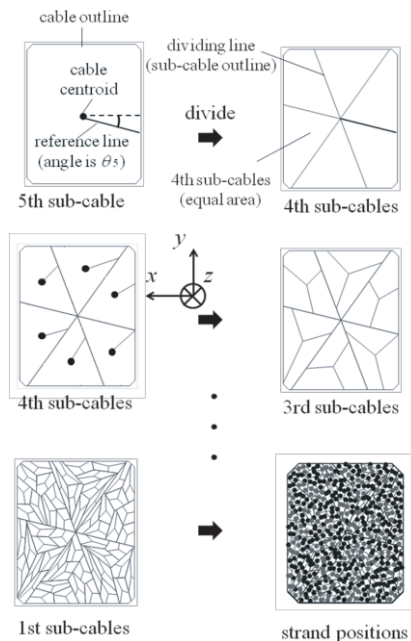 cable outline
cable
centroid
reference line
(angle is θ5)
5th sub-cable
divide
dividing line
(sub-cable outline)
4th sub-cables
(equal area)
4th sub-cables
y
x
z
4th sub-cables
3rd sub-cables
1st sub-cables
strand positions